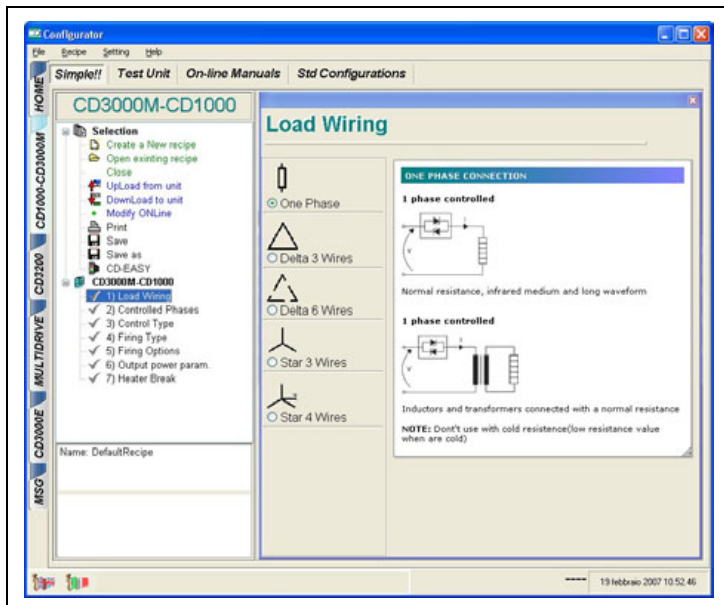 Configurator
File Recipe Setting Help
Simple!! Test Unit On-line Manuals Std Configurations
HOME
CD1000-CD3000M
CD3200
MULTIDRIVE
CD3000E
MSG
CD3000M-CD1000
Selection
Create a New recipe
Open exinting recipe
Close
UpLoad from unit
DownLoad to unit
Modify ONLine
Print
Save
Save as
CD-EASY
CD3000M-CD1000
1) Load Wiring
2) Controlled Phases
3) Control Type
4) Firing Type
5) Firing Options
6) Output power param.
7) Heater Break
Name: DefaultRecipe
Load Wiring
One Phase
Delta 3 Wires
Delta 6 Wires
Star 3 Wires
Star 4 Wires
ONE PHASE CONNECTION
1 phase controlled
V
Normal resistance, infrared medium and long waveform
1 phase controlled
V
Inductors and transformers connected with a normal resistance
NOTE: Dont't use with cold resistence(low resistance value
when are cold)
---- 19 febbraio 2007 10.52.46